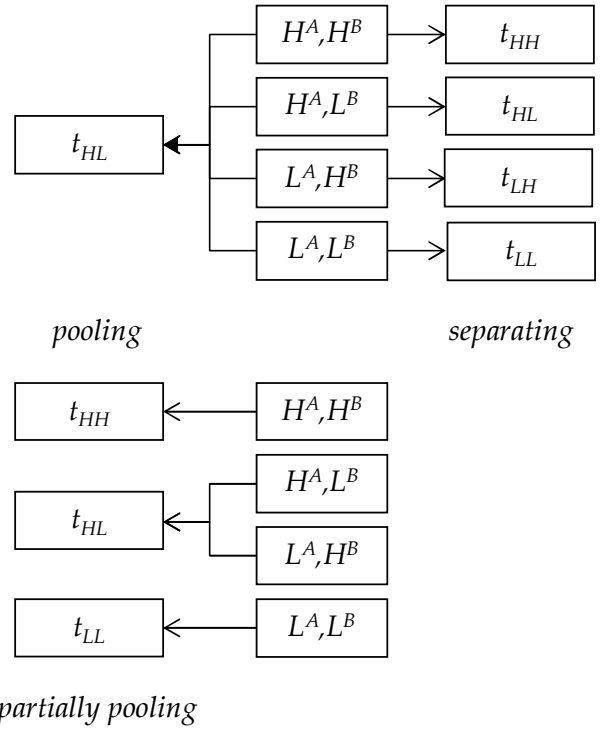 H^A,H^B t_HH
H^A,L^B t_HL
t_HL
L^A,H^B t_LH
L^A,L^B t_LL
pooling separating
t_HH H^A,H^B
H^A,L^B
t_HL
L^A,H^B
t_LL L^A,L^B
partially pooling